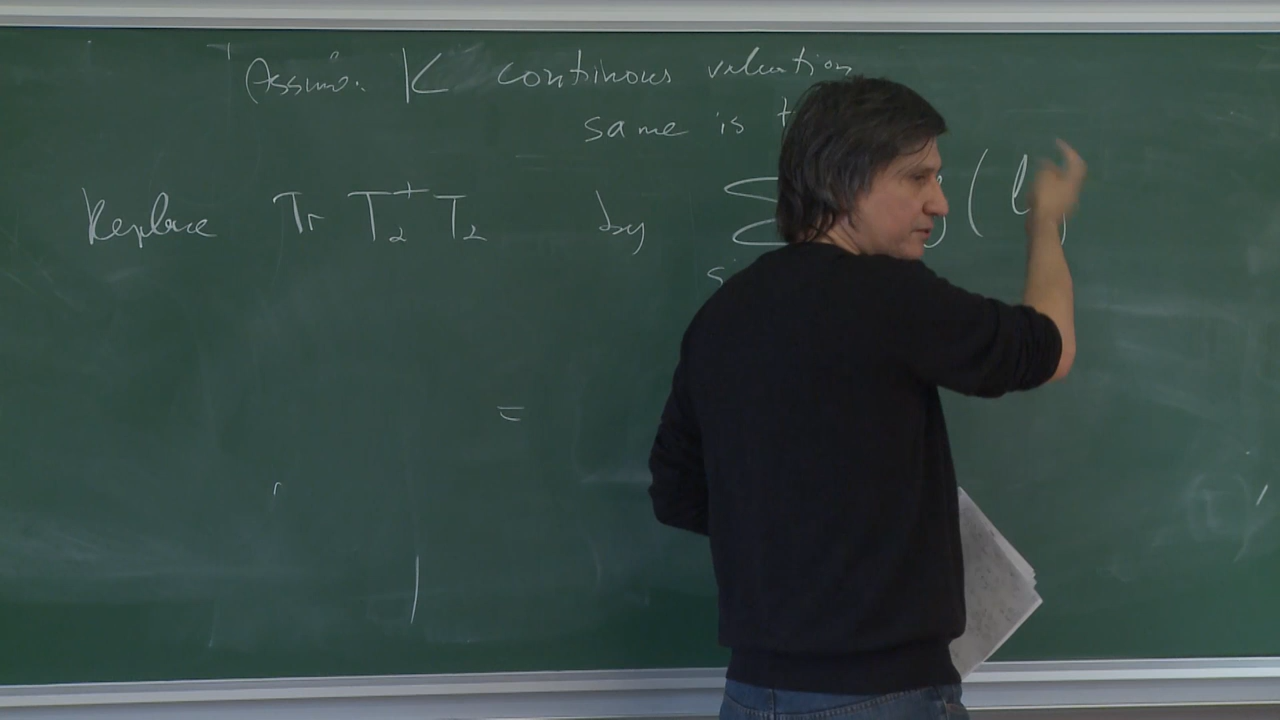 Assume: K continuous valuation
same is t
Replace Tr T₂⁺ T₂ by Σ ( l
=